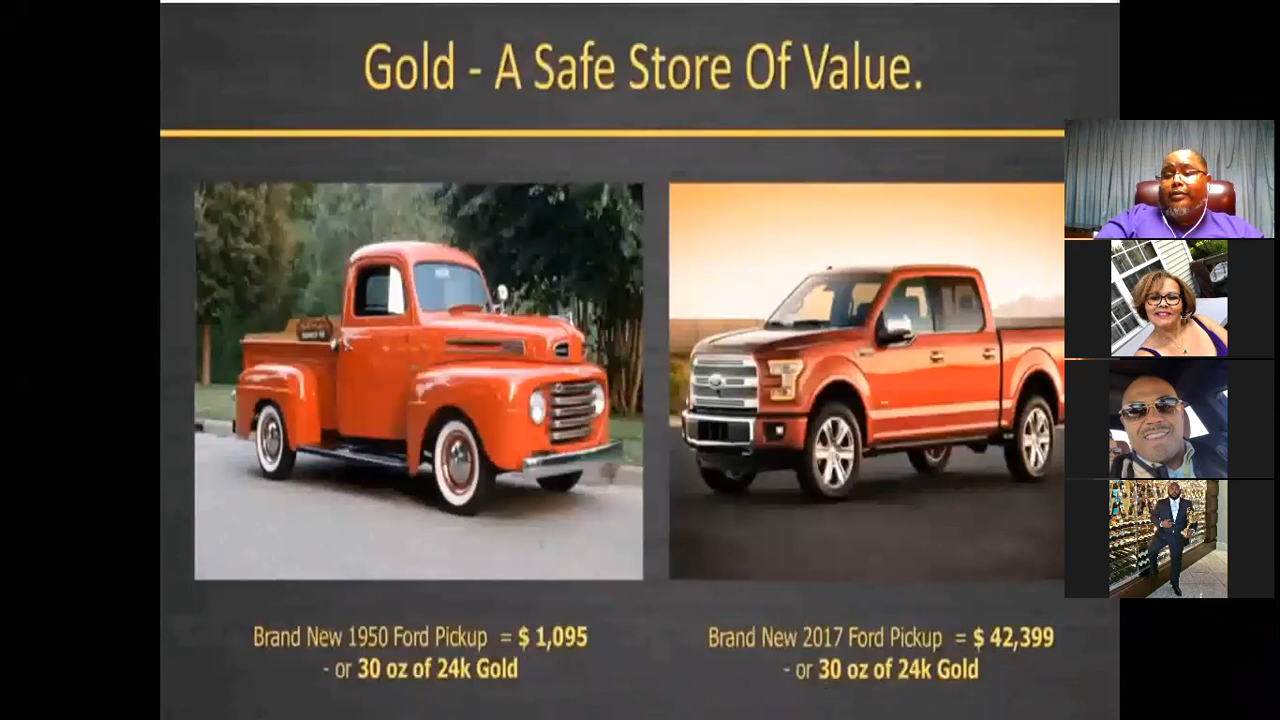 Gold - A Safe Store Of Value.
Brand New 1950 Ford Pickup = $ 1,095
- or 30 oz of 24k Gold
Brand New 2017 Ford Pickup = $ 42,399
- or 30 oz of 24k Gold